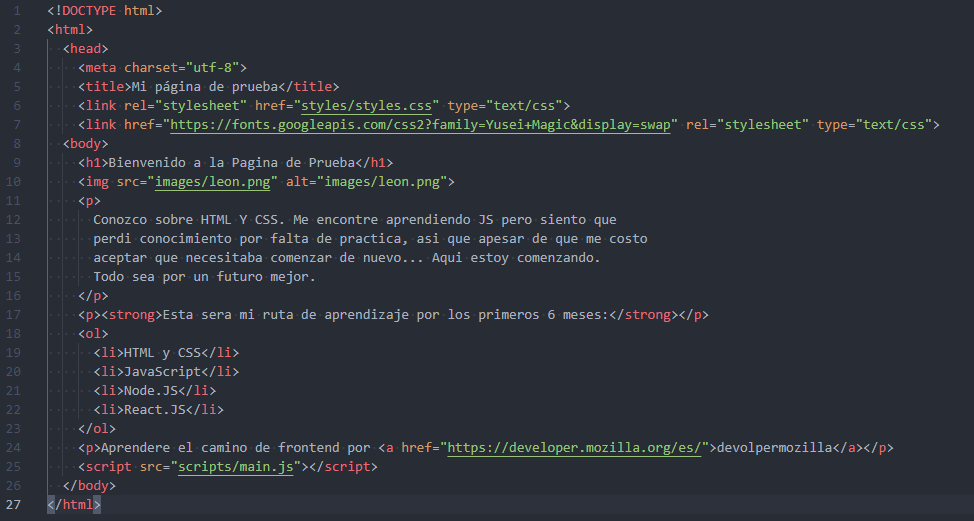 1 <!DOCTYPE html>
2 <html>
3 <head>
4 <meta charset="utf-8">
5 <title>Mi página de prueba</title>
6 <link rel="stylesheet" href="styles/styles.css" type="text/css">
7 <link href="https://fonts.googleapis.com/css2?family=Yusei+Magic&display=swap" rel="stylesheet" type="text/css">
8 <body>
9 <h1>Bienvenido a la Pagina de Prueba</h1>
10 <img src="images/leon.png" alt="images/leon.png">
11 <p>
12 Conozco sobre HTML Y CSS. Me encontre aprendiendo JS pero siento que
13 perdi conocimiento por falta de practica, asi que apesar de que me costo
14 aceptar que necesitaba comenzar de nuevo... Aqui estoy comenzando.
15 Todo sea por un futuro mejor.
16 </p>
17 <p><strong>Esta sera mi ruta de aprendizaje por los primeros 6 meses:</strong></p>
18 <ol>
19 <li>HTML y CSS</li>
20 <li>JavaScript</li>
21 <li>Node.JS</li>
22 <li>React.JS</li>
23 </ol>
24 <p>Aprendere el camino de frontend por <a href="https://developer.mozilla.org/es/">devolpermozilla</a></p>
25 <script src="scripts/main.js"></script>
26 </body>
27 </html>